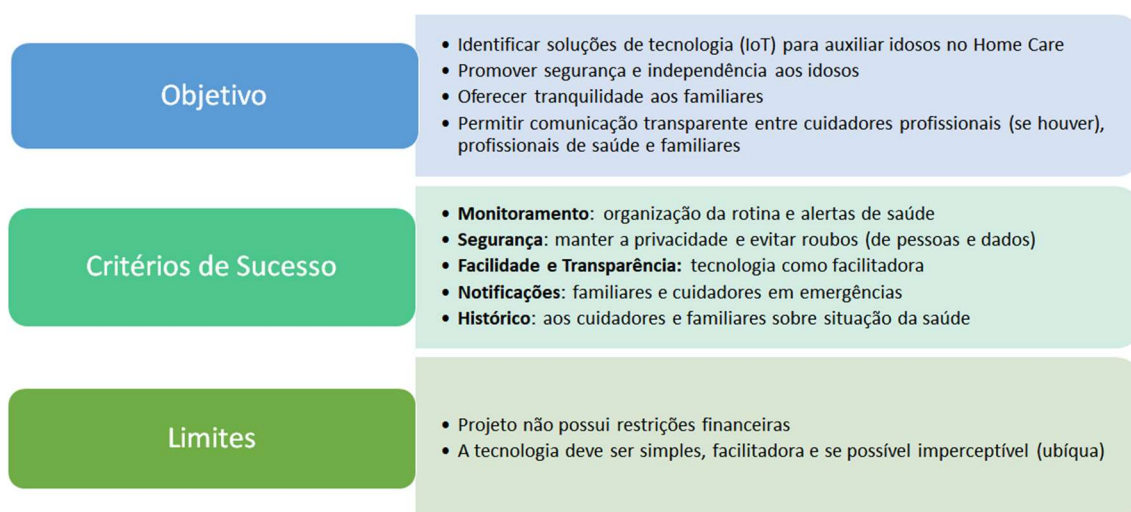 Objetivo
• Identificar soluções de tecnologia (IoT) para auxiliar idosos no Home Care
• Promover segurança e independência aos idosos
• Oferecer tranquilidade aos familiares
• Permitir comunicação transparente entre cuidadores profissionais (se houver),
profissionais de saúde e familiares
Critérios de Sucesso
• Monitoramento: organização da rotina e alertas de saúde
• Segurança: manter a privacidade e evitar roubos (de pessoas e dados)
• Facilidade e Transparência: tecnologia como facilitadora
• Notificações: familiares e cuidadores em emergências
• Histórico: aos cuidadores e familiares sobre situação da saúde
Limites
• Projeto não possui restrições financeiras
• A tecnologia deve ser simples, facilitadora e se possível imperceptível (ubíqua)